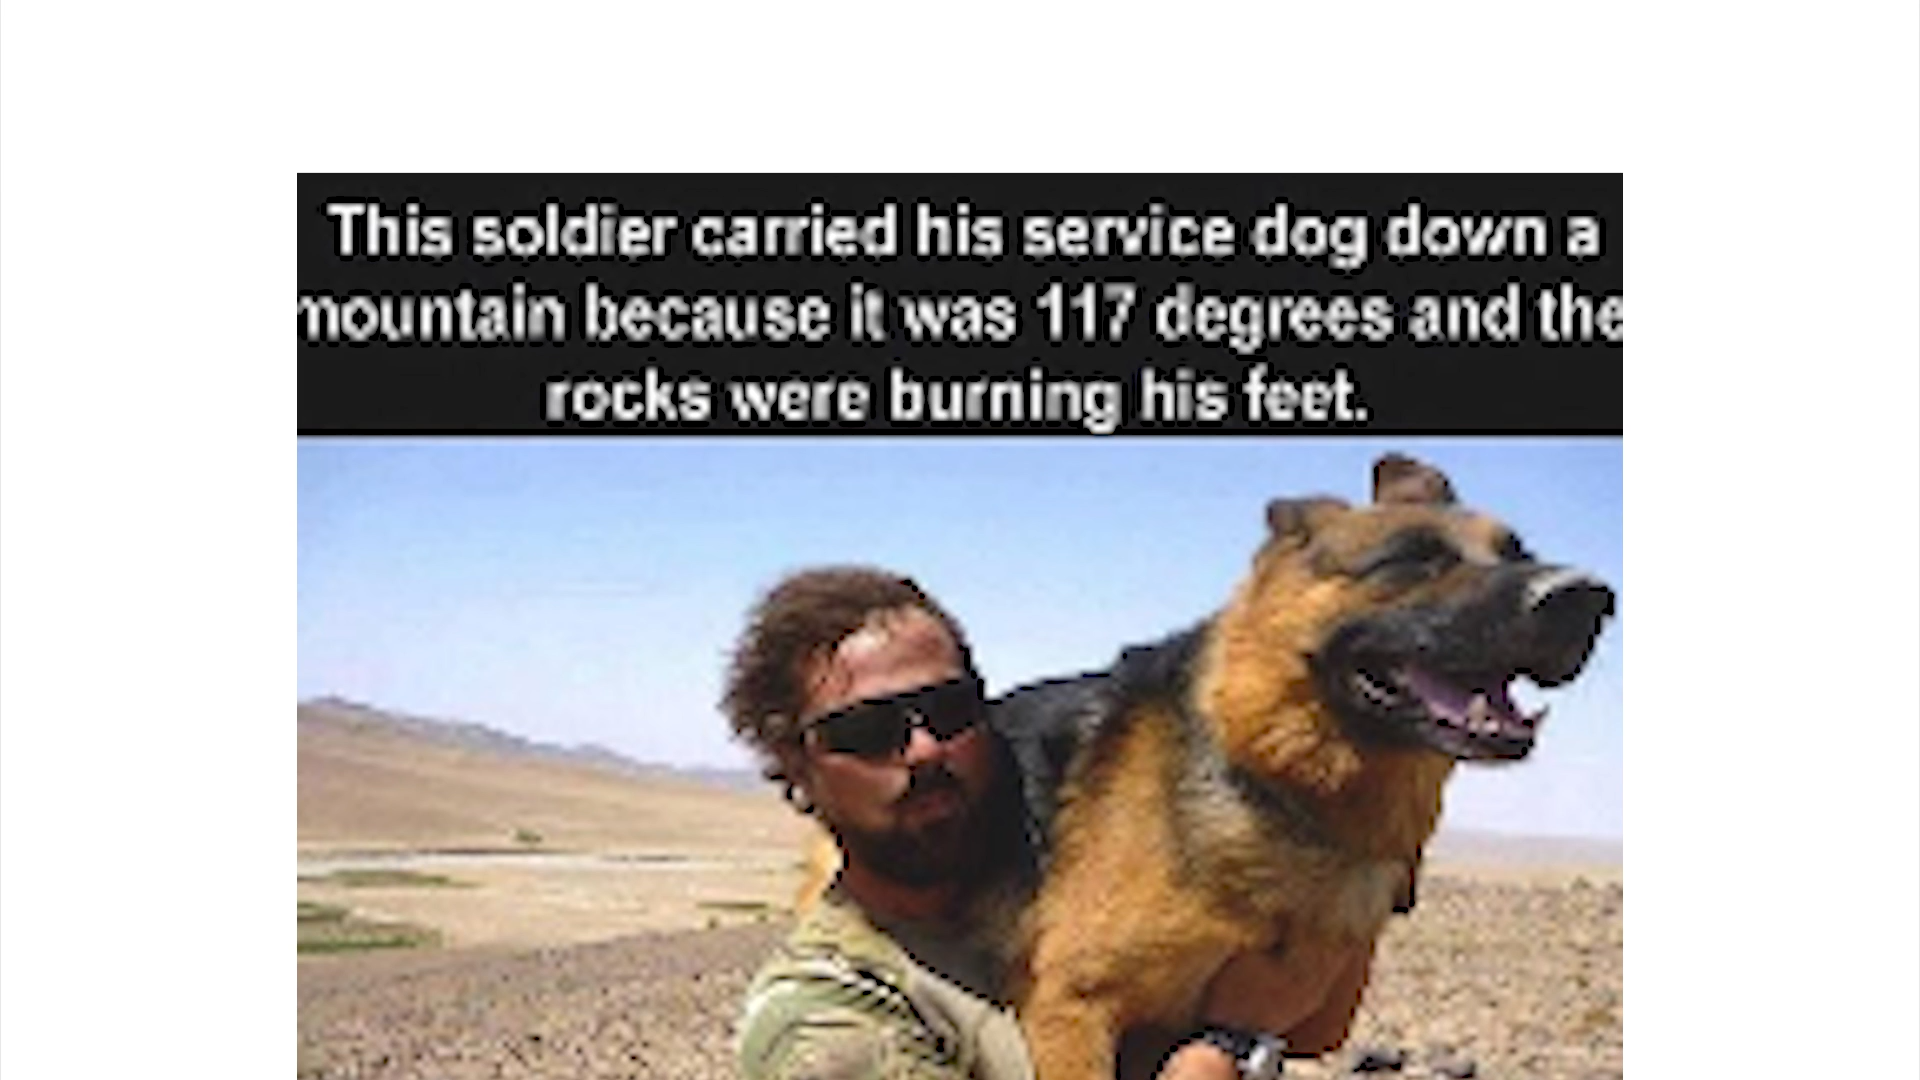 This soldier carried his service dog down a
mountain because it was 117 degrees and the
rocks were burning his feet.